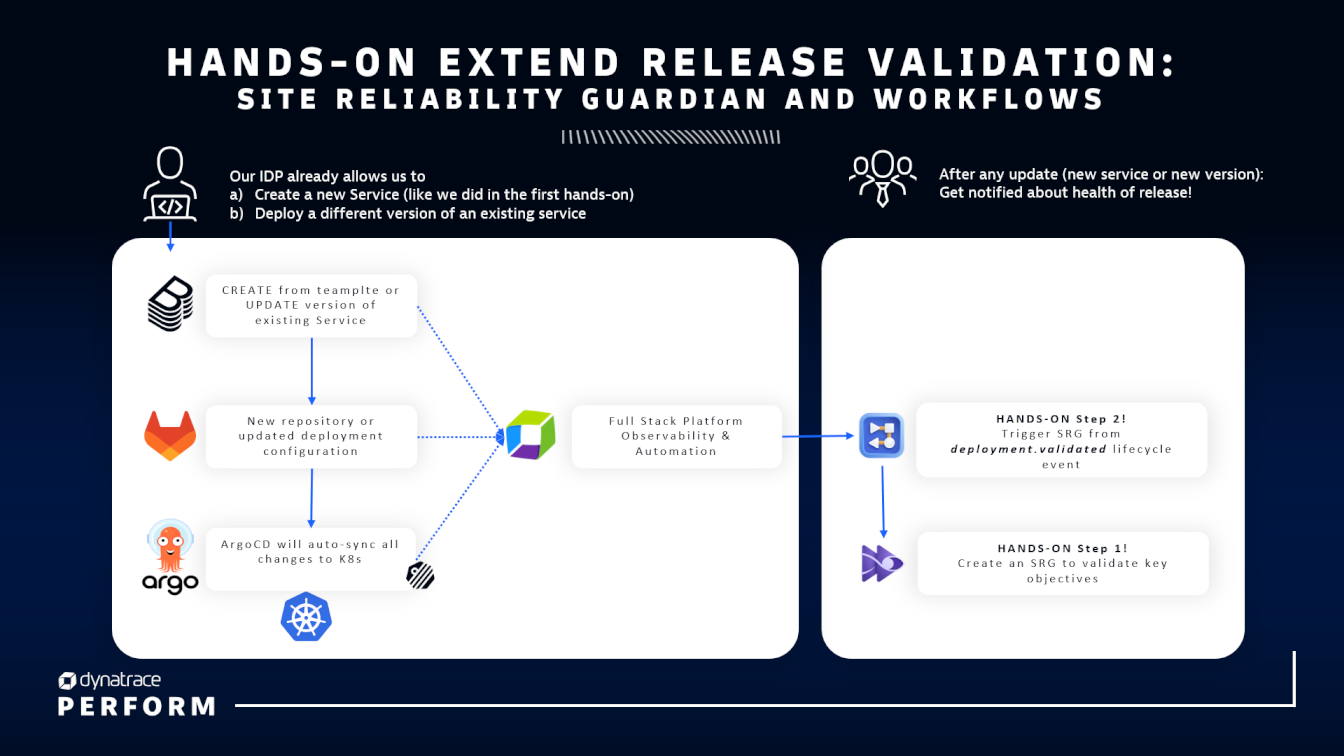 HANDS-ON EXTEND RELEASE VALIDATION:
SITE RELIABILITY GUARDIAN AND WORKFLOWS
Our IDP already allows us to
a) Create a new Service (like we did in the first hands-on)
b) Deploy a different version of an existing service
After any update (new service or new version):
Get notified about health of release!
</>
CREATE from teamplte or
UPDATE version of
existing Service
New repository or
updated deployment
configuration
Full Stack Platform
Observability &
Automation
HANDS-ON Step 2!
Trigger SRG from
deployment.validated lifecycle
event
ArgoCD will auto-sync all
changes to K8s
argo
HANDS-ON Step 1!
Create an SRG to validate key
objectives
dynatrace
PERFORM